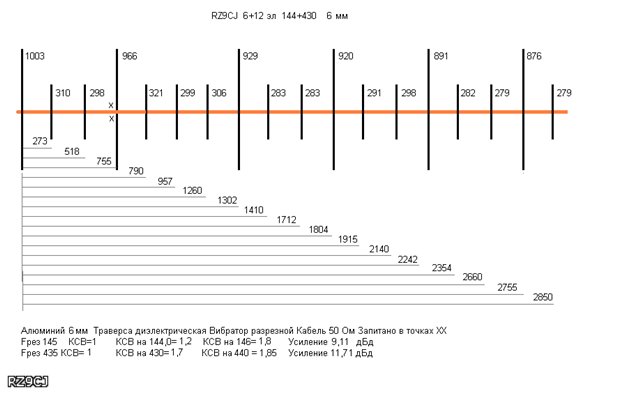 RZ9CJ 6+12 эл 144+430 6 мм
1003 966 929 920 891 876
310 298 321 299 306 283 283 291 298 282 279 279
x
x
273
518
755
790
957
1260
1302
1410
1712
1804
1915
2140
2242
2354
2660
2755
2850
Алюминий 6 мм Траверса диэлектрическая Вибратор разрезной Кабель 50 Ом Запитано в точках ХХ
Fрез 145 КСВ=1 КСВ на 144,0= 1,2 КСВ на 146= 1,8 Усиление 9,11 дБд
Fрез 435 КСВ= 1 КСВ на 430= 1,7 КСВ на 440 = 1,85 Усиление 11,71 дБд
RZ9CJ